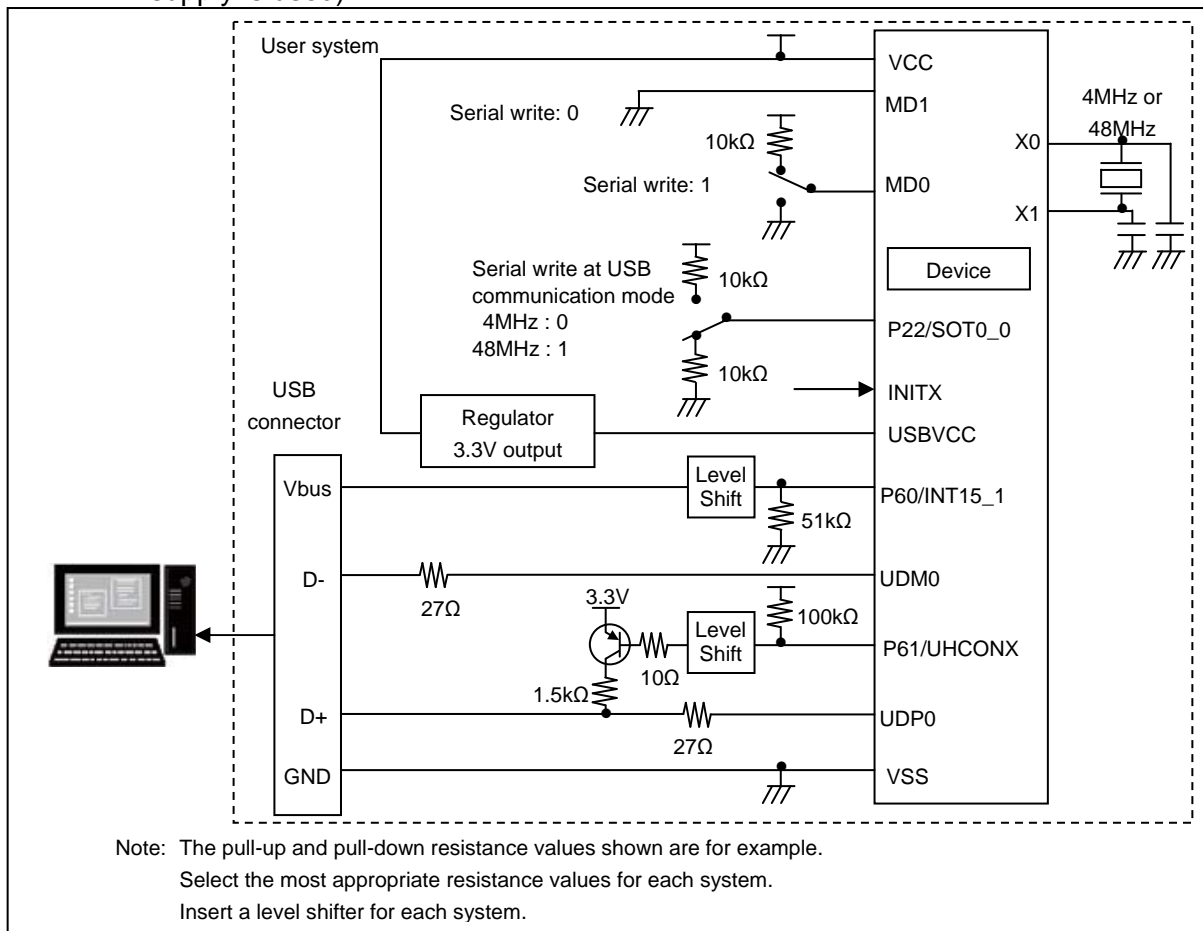 supply is used)
User system
VCC
MD1
Serial write: 0
4MHz or
48MHz
10kΩ
X0
Serial write: 1
MD0
X1
Serial write at USB
communication mode
4MHz : 0
48MHz : 1
10kΩ
Device
P22/SOT0_0
10kΩ
INITX
USB
connector
Regulator
3.3V output
USBVCC
Vbus
Level
Shift
P60/INT15_1
51kΩ
D-
27Ω
UDM0
3.3V
100kΩ
Level
Shift
P61/UHCONX
10Ω
1.5kΩ
D+
27Ω
UDP0
GND
VSS
Note: The pull-up and pull-down resistance values shown are for example.
Select the most appropriate resistance values for each system.
Insert a level shifter for each system.